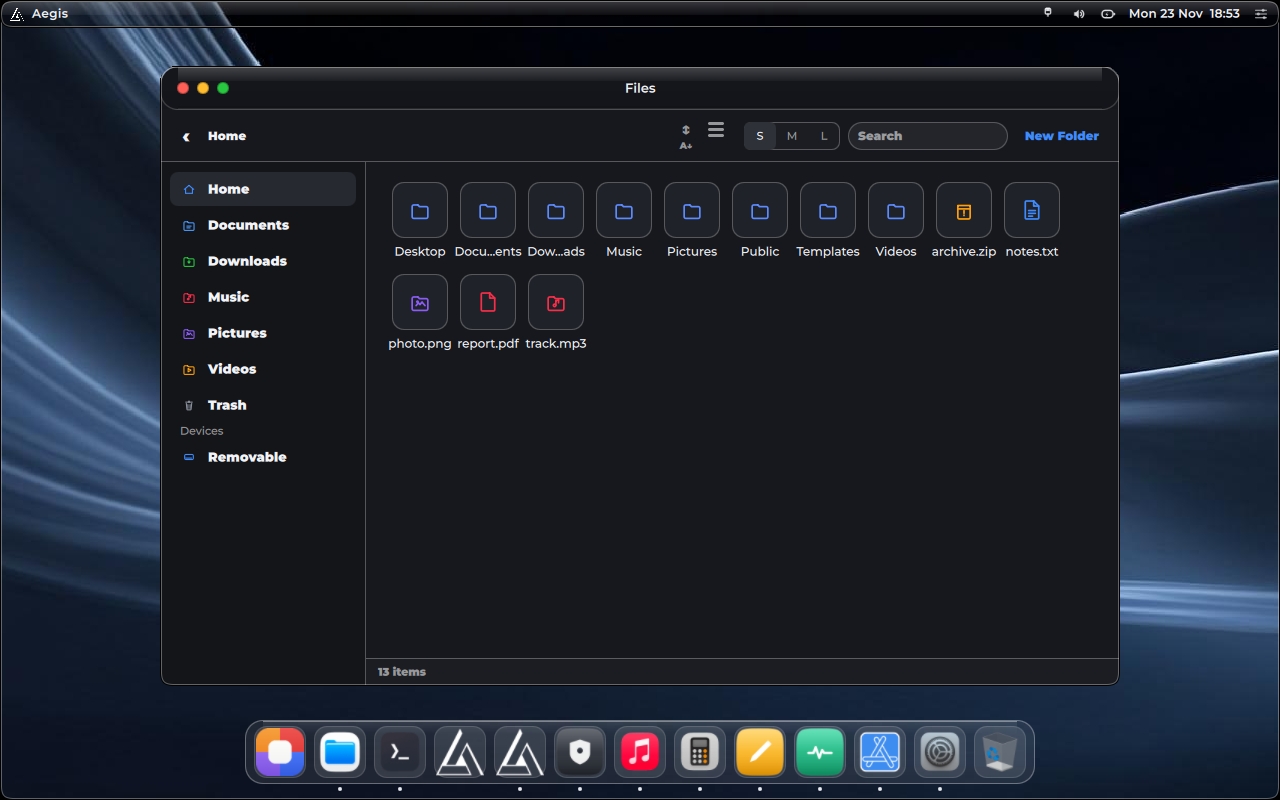 Aegis
Mon 23 Nov 18:53
Files
Home
A+
S M L
Search
New Folder
Home
Documents
Downloads
Music
Pictures
Videos
Trash
Devices
Removable
Desktop Docu...ents Dow...ads Music Pictures Public Templates Videos archive.zip notes.txt
photo.png report.pdf track.mp3
13 items